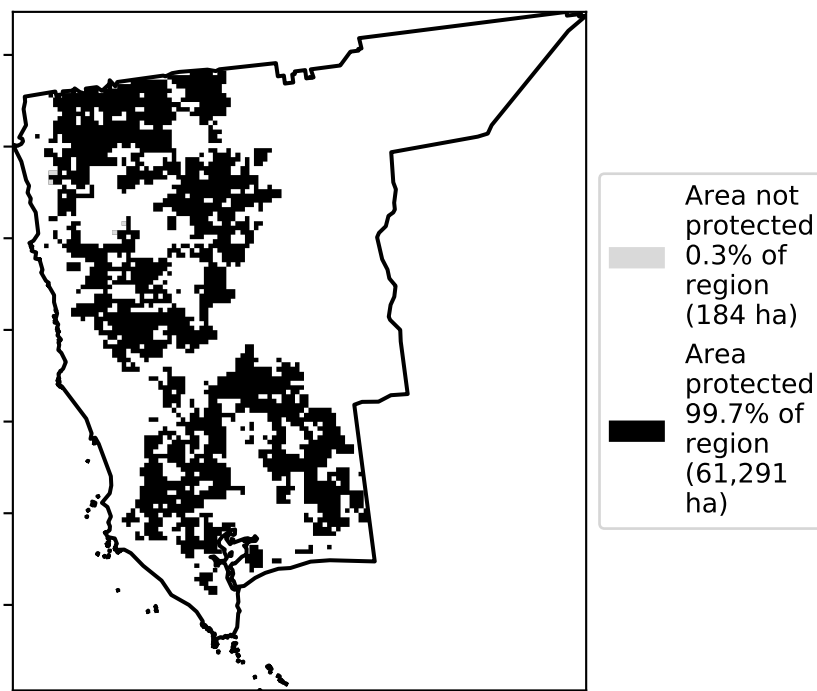 Area not
protected
0.3% of
region
(184 ha)
Area
protected
99.7% of
region
(61,291
ha)